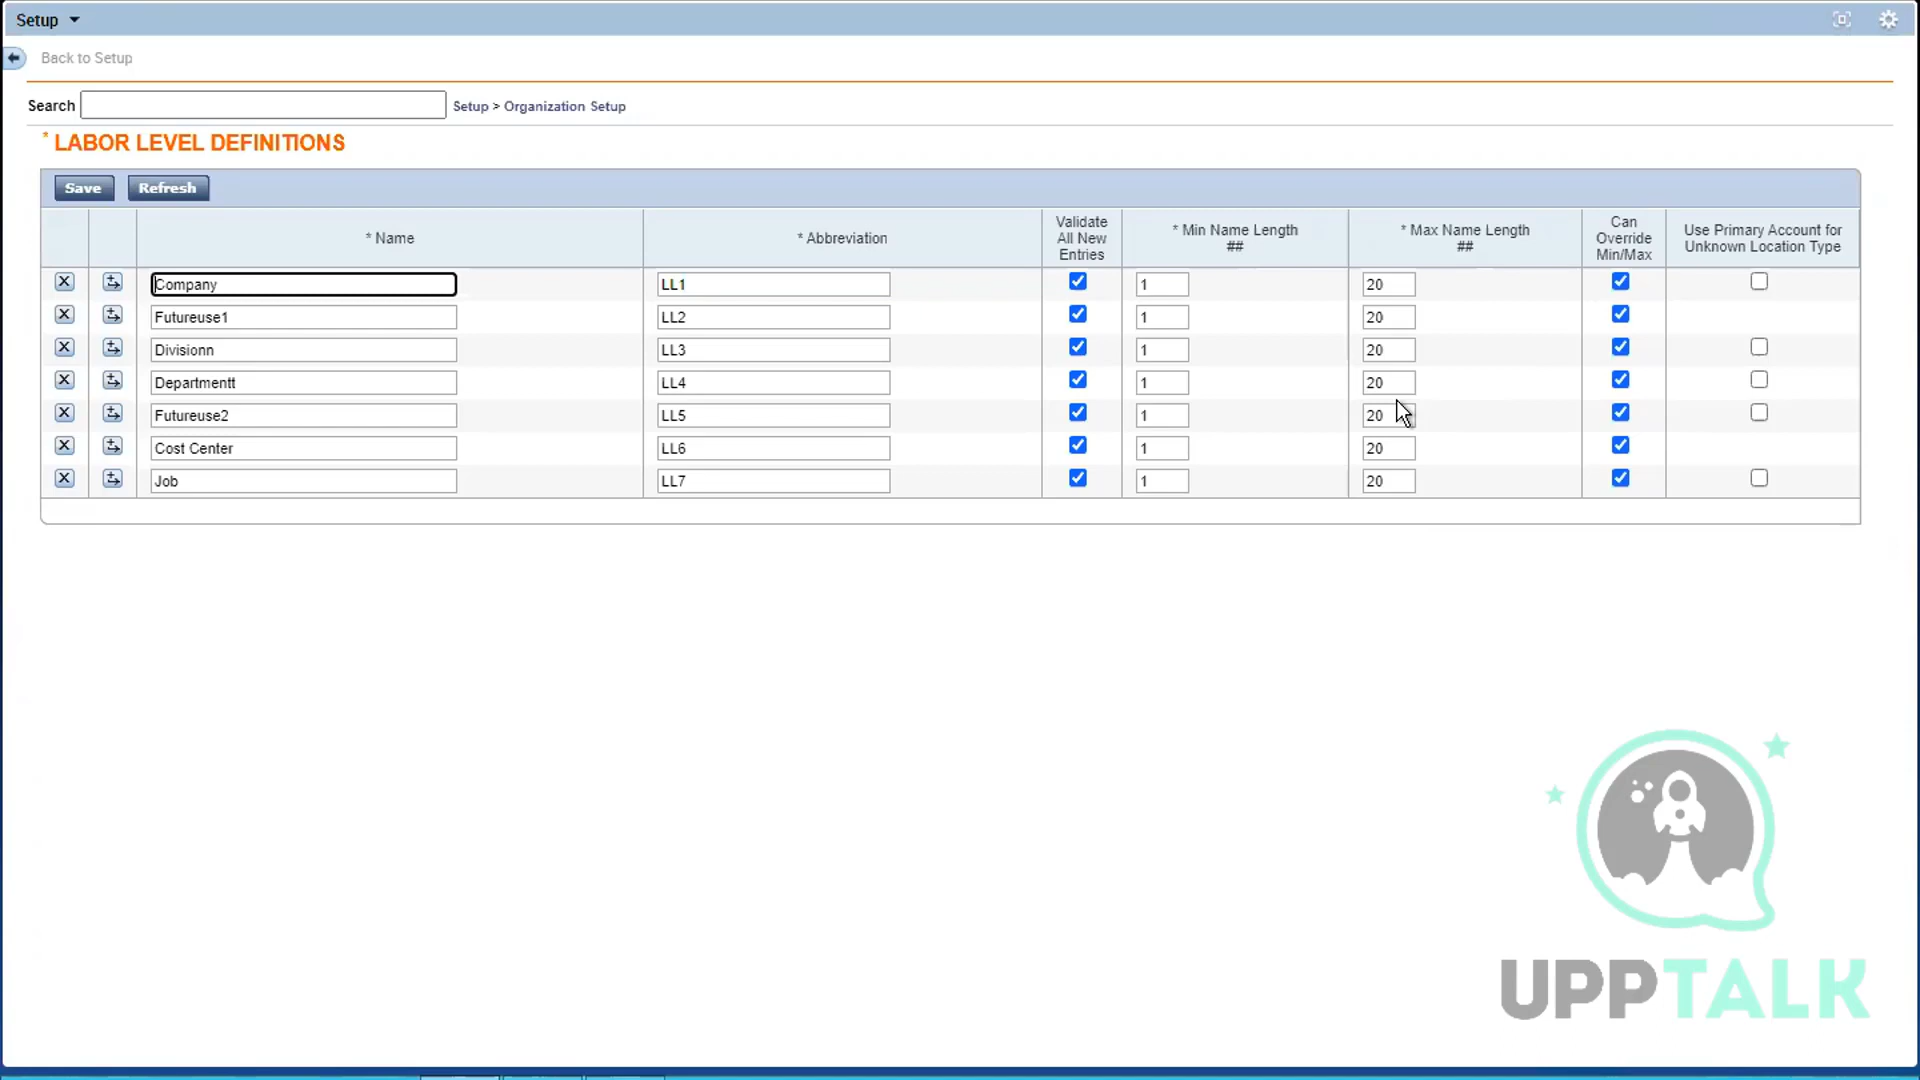 Setup
Back to Setup
Search Setup > Organization Setup
* LABOR LEVEL DEFINITIONS
Save Refresh
* Name * Abbreviation Validate All New Entries * Min Name Length ## * Max Name Length ## Can Override Min/Max Use Primary Account for Unknown Location Type
Company LL1 1 20
Futureuse1 LL2 1 20
Divisionn LL3 1 20
Departmentt LL4 1 20
Futureuse2 LL5 1 20
Cost Center LL6 1 20
Job LL7 1 20
UPPTALK